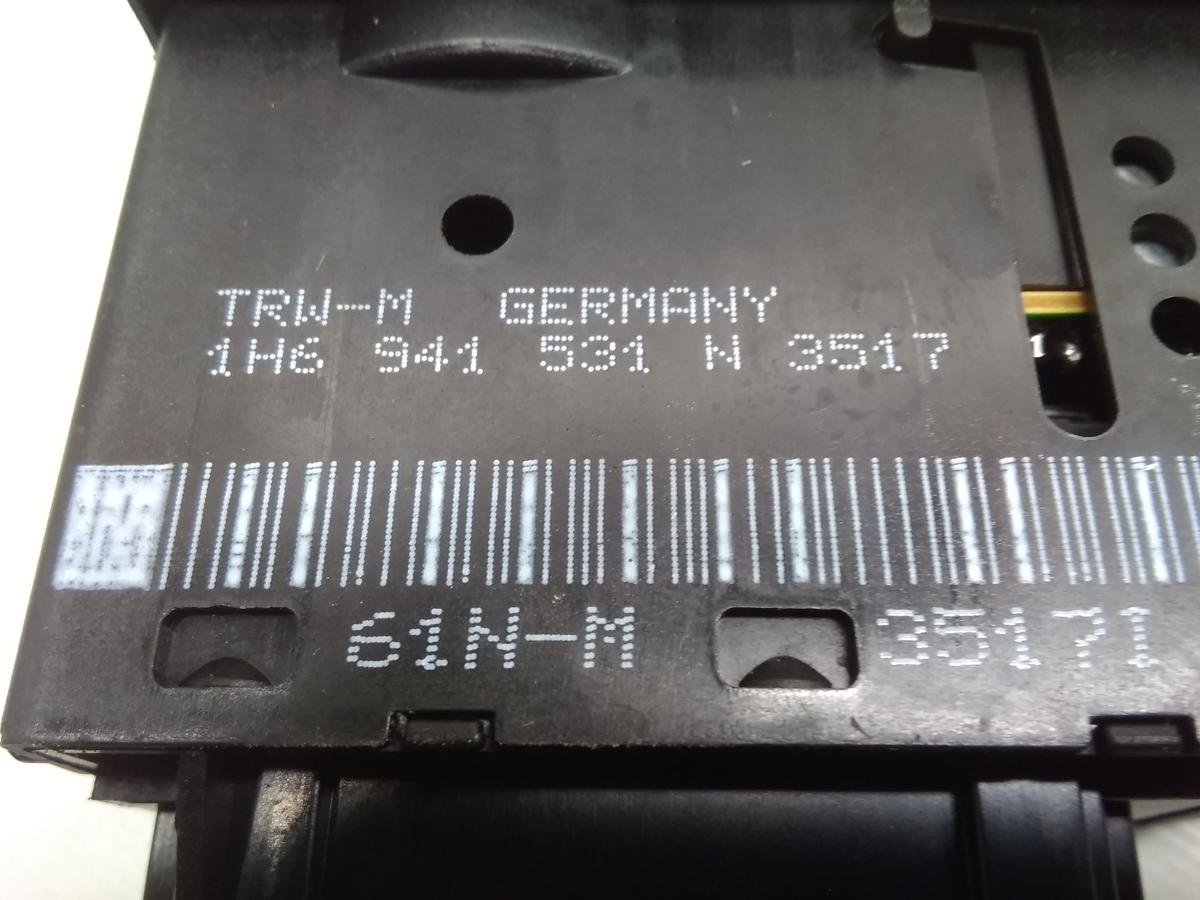 TRW-M GERMANY
1H6 941 531 N 3517
61N-M 35171